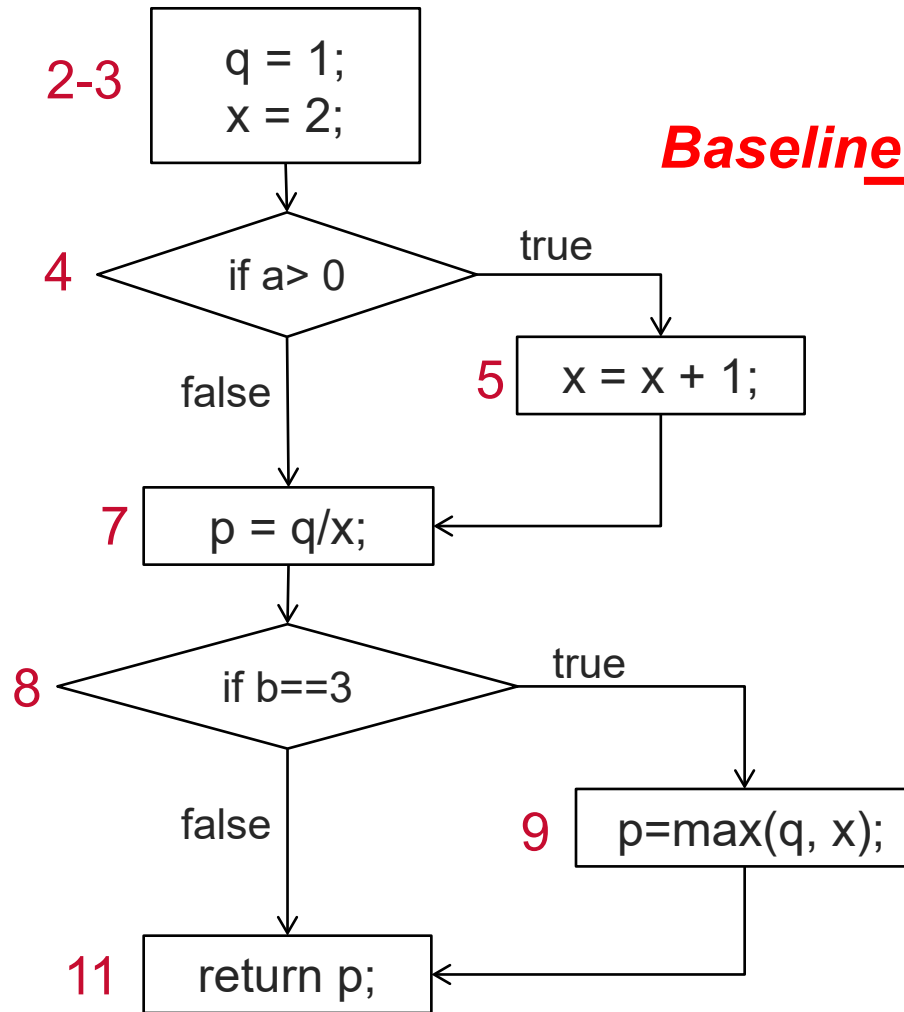 2-3
q = 1;
x = 2;
Baseline
4
if a> 0
true
false
5
x = x + 1;
7
p = q/x;
8
if b==3
true
false
9
p=max(q, x);
11
return p;